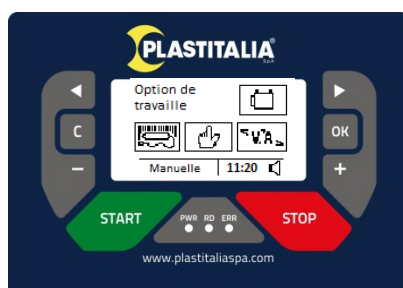 PLASTITALIA
S.p.A.
Option de
travaille
C
OK
V.A.
−
Manuelle 11:20
+
START
PWR RD ERR
STOP
www.plastitaliaspa.com